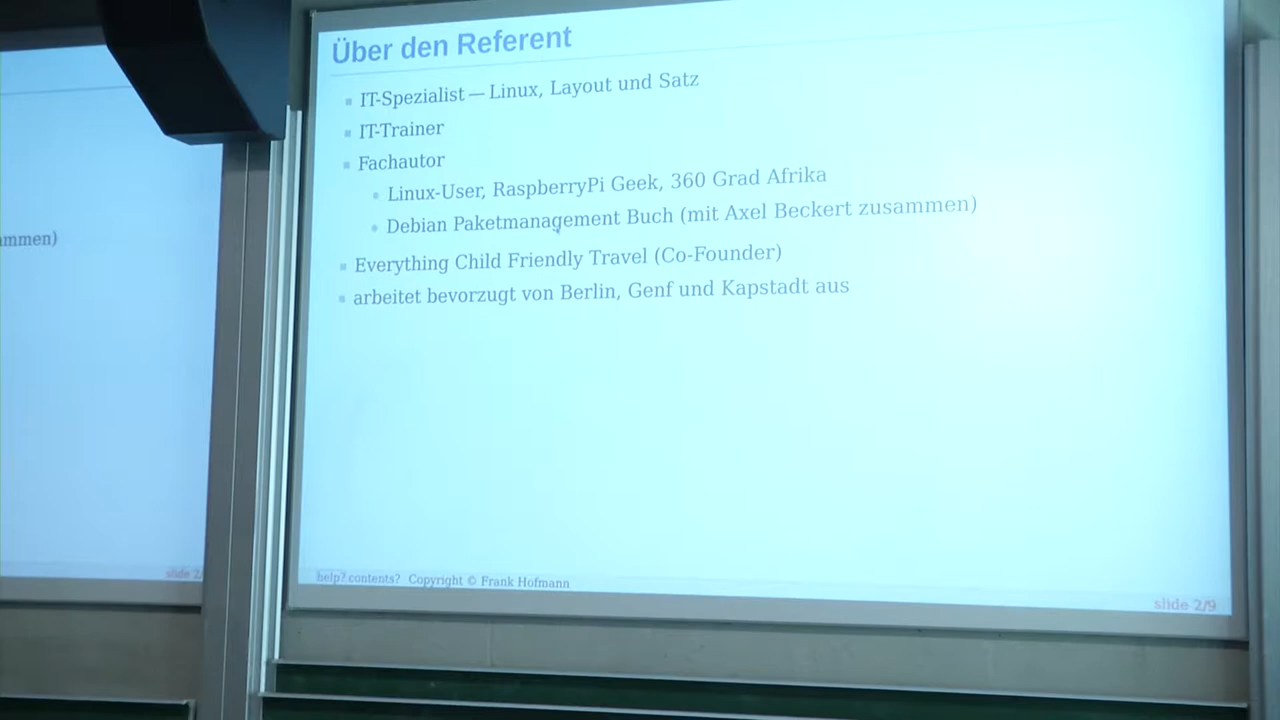 Über den Referent
IT-Spezialist — Linux, Layout und Satz
IT-Trainer
Fachautor
Linux-User, RaspberryPi Geek, 360 Grad Afrika
Debian Paketmanagement Buch (mit Axel Beckert zusammen)
Everything Child Friendly Travel (Co-Founder)
arbeitet bevorzugt von Berlin, Genf und Kapstadt aus
help? contents? Copyright © Frank Hofmann
slide 2/9
ammen)
slide 2/